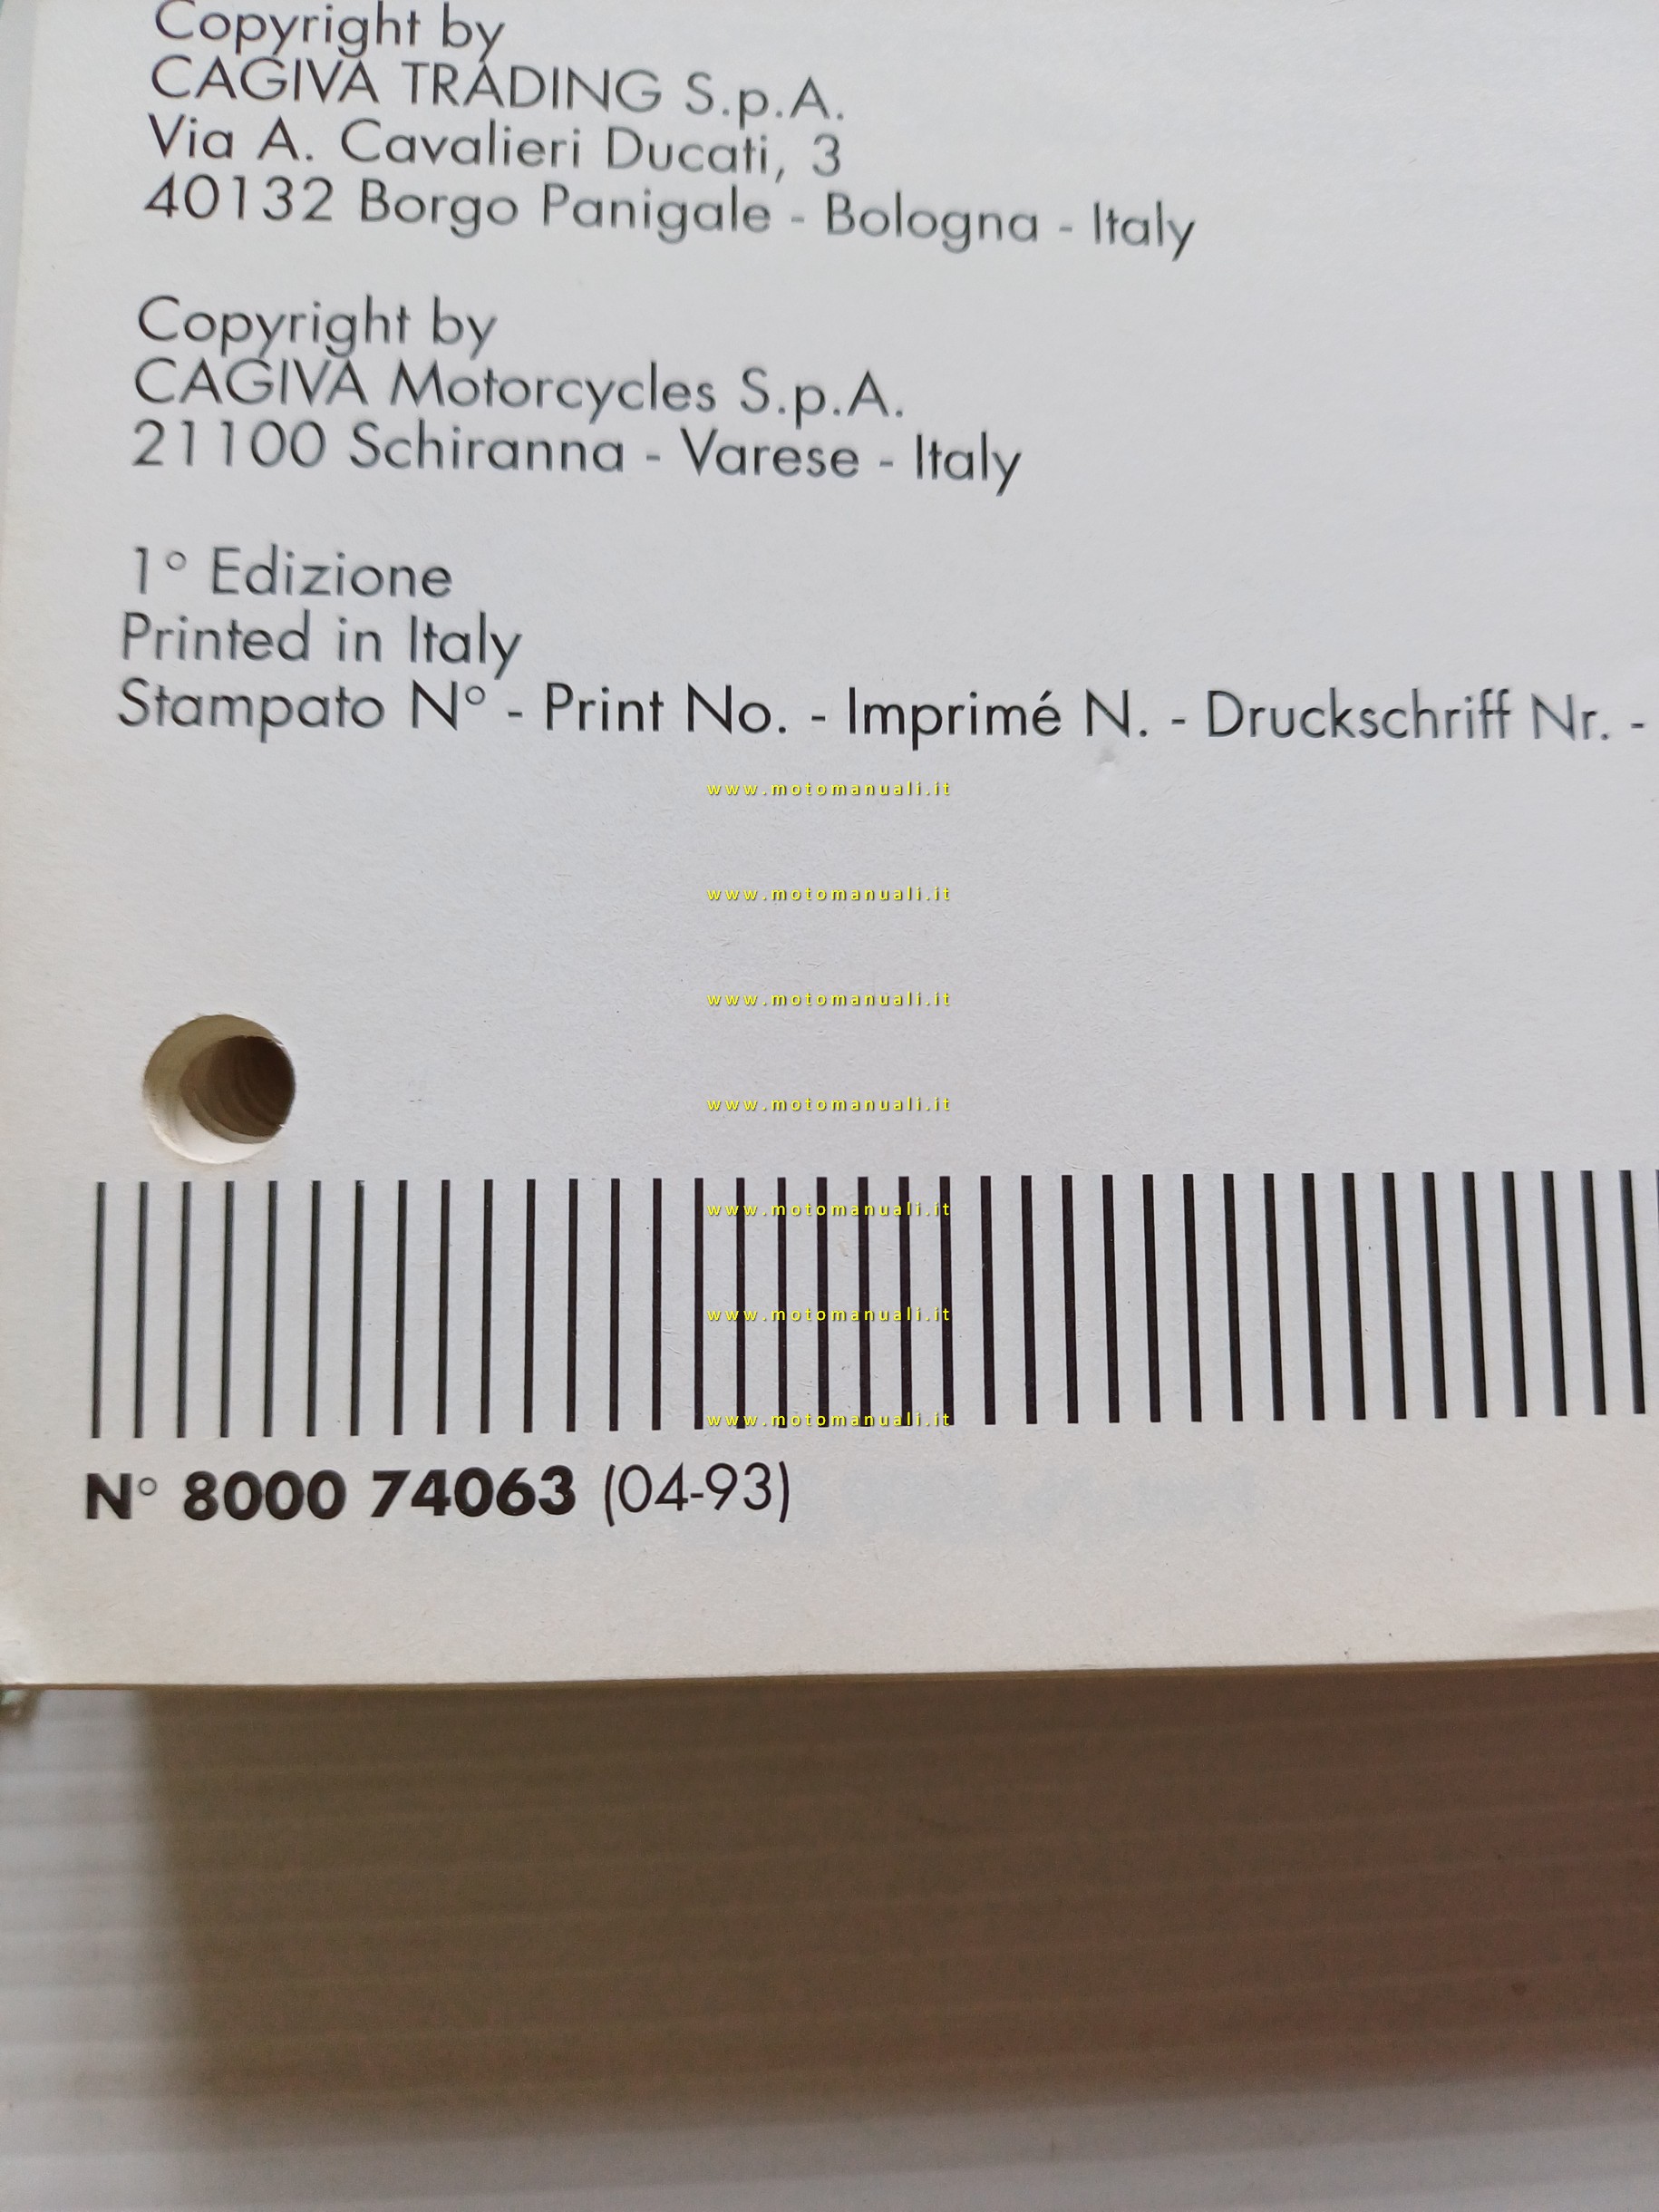 Copyright by
CAGIVA TRADING S.p.A.
Via A. Cavalieri Ducati, 3
40132 Borgo Panigale - Bologna - Italy
Copyright by
CAGIVA Motorcycles S.p.A.
21100 Schiranna - Varese - Italy
1° Edizione
Printed in Italy
Stampato N° - Print No. - Imprimé N. - Druckschriff Nr. -
www.motomanuali.it
www.motomanuali.it
www.motomanuali.it
www.motomanuali.it
www.motomanuali.it
www.motomanuali.it
www.motomanuali.it
N° 8000 74063 (04-93)